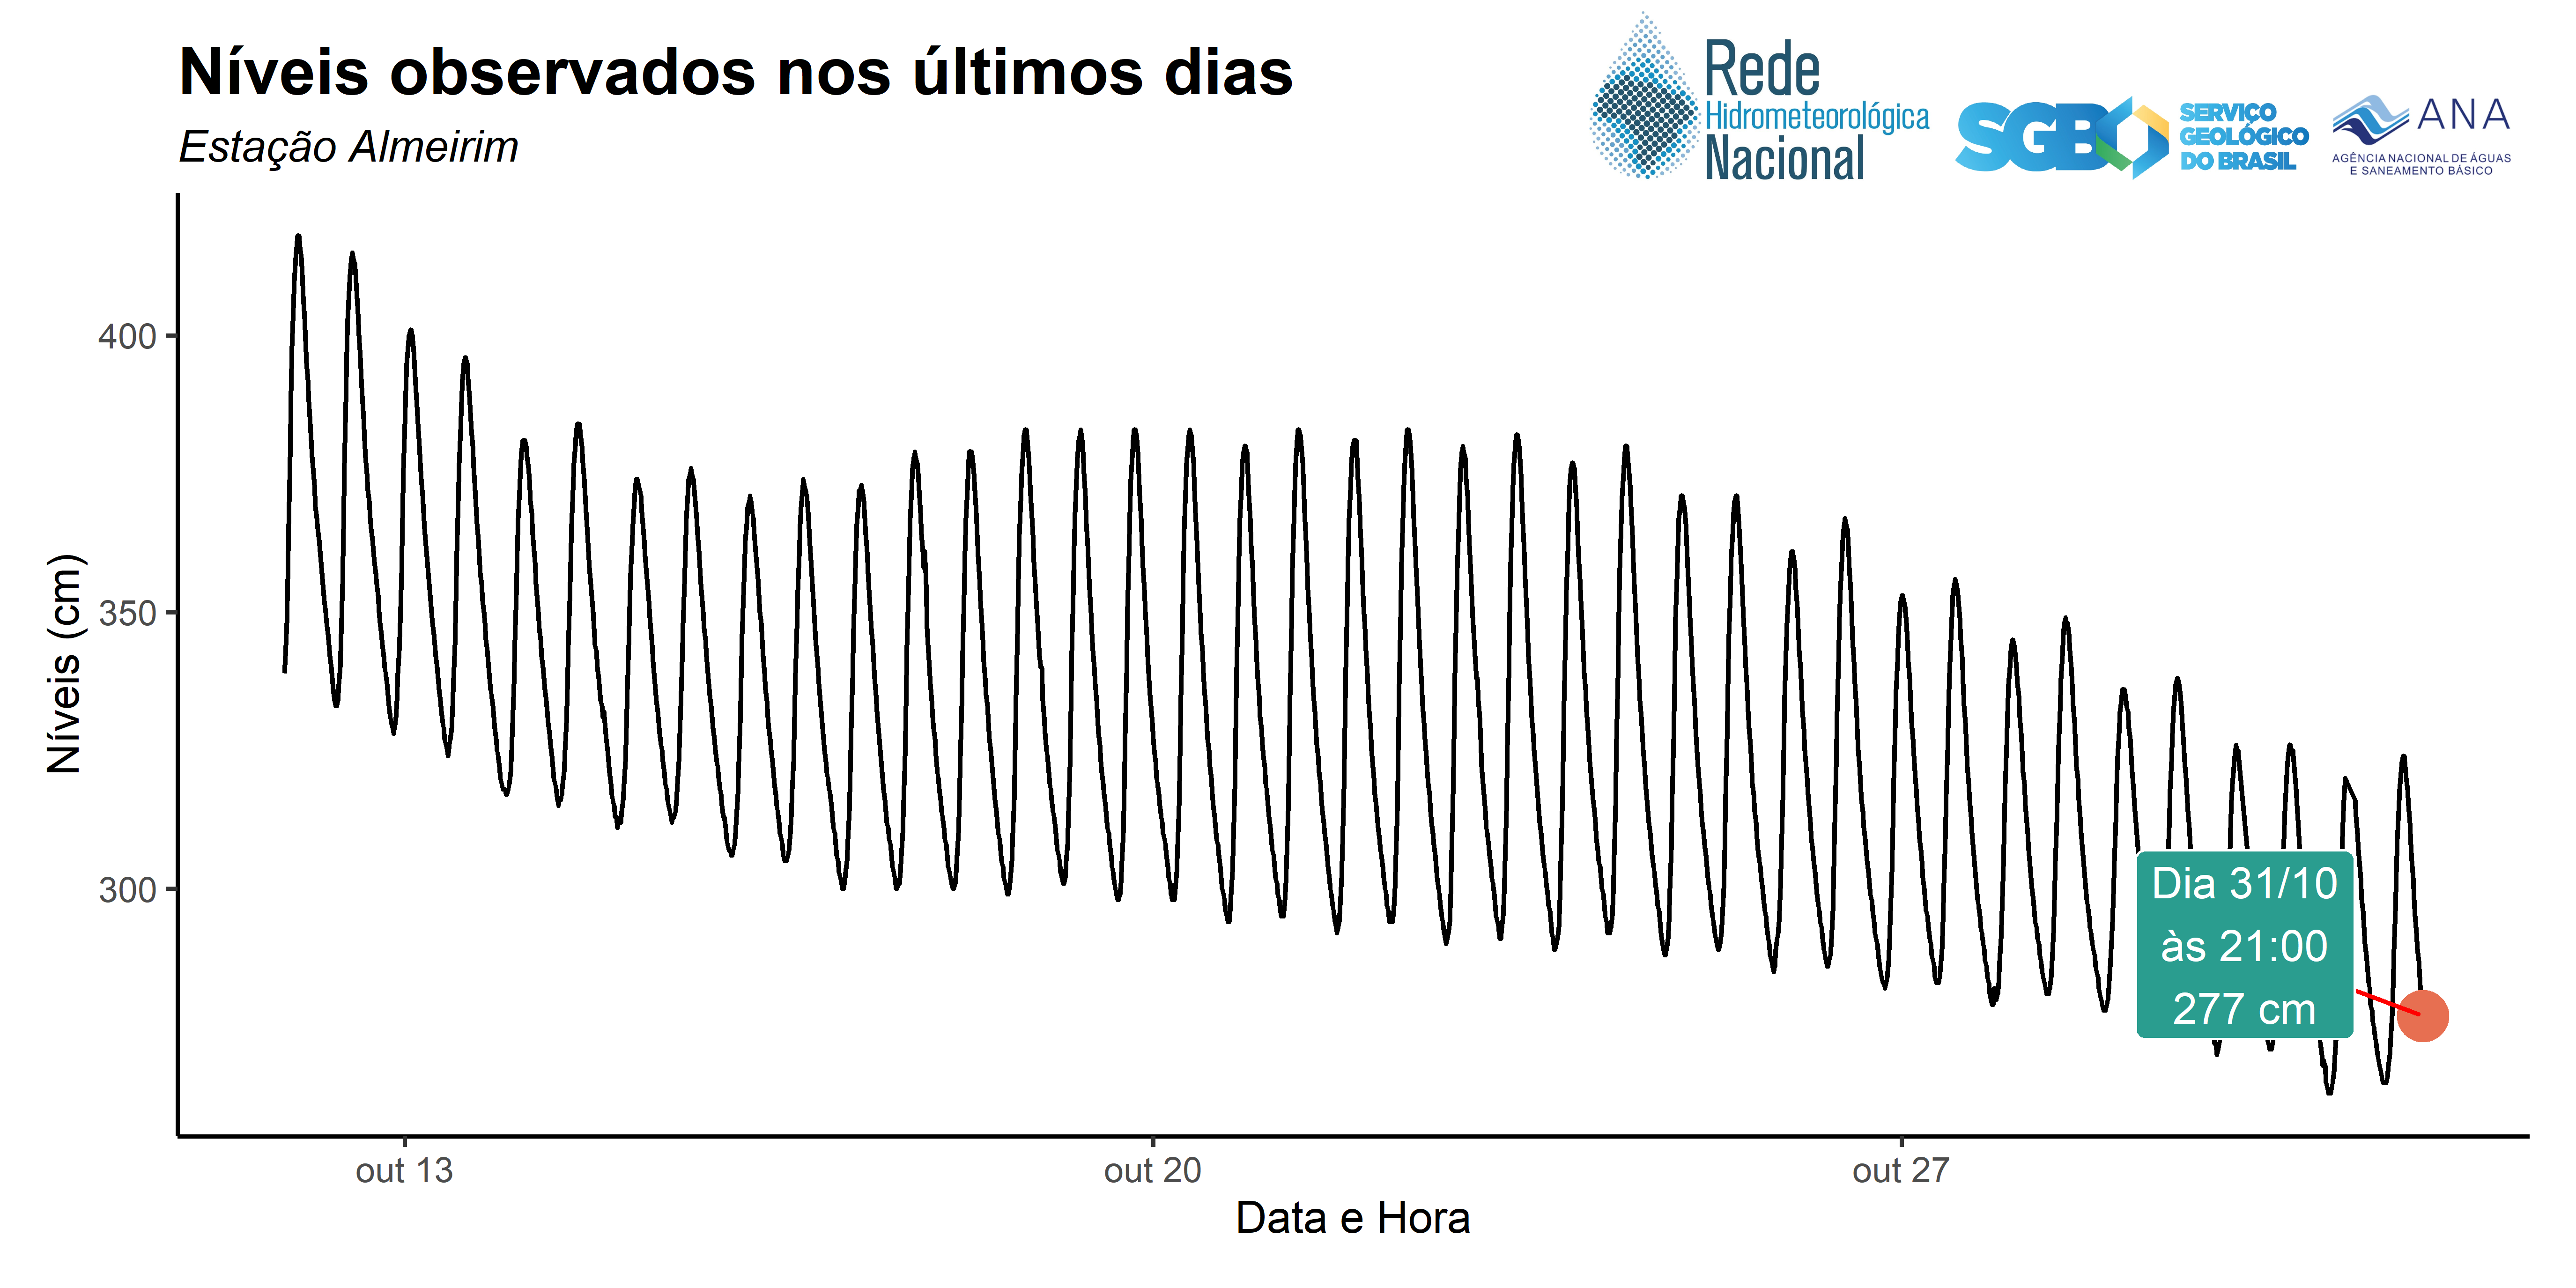 Níveis observados nos últimos dias
Estação Almeirim
Rede
Hidrometeorológica
Nacional
SGB
SERVIÇO
GEOLÓGICO
DO BRASIL
ANA
AGÊNCIA NACIONAL DE ÁGUAS
E SANEAMENTO BÁSICO
Níveis (cm)
400
350
300
Dia 31/10
às 21:00
277 cm
out 13
out 20
out 27
Data e Hora